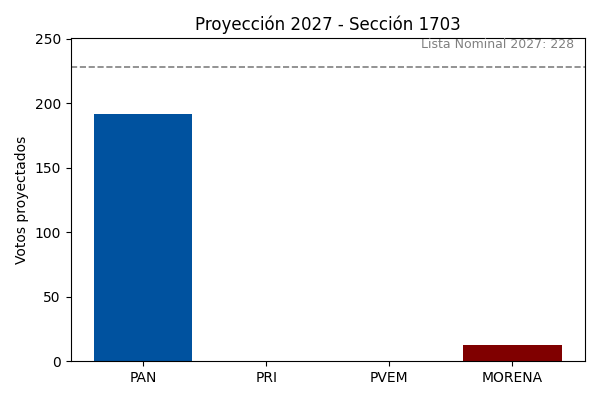 Proyección 2027 - Sección 1703
Lista Nominal 2027: 228
Votos proyectados
250
200
150
100
50
0
PAN PRI PVEM MORENA